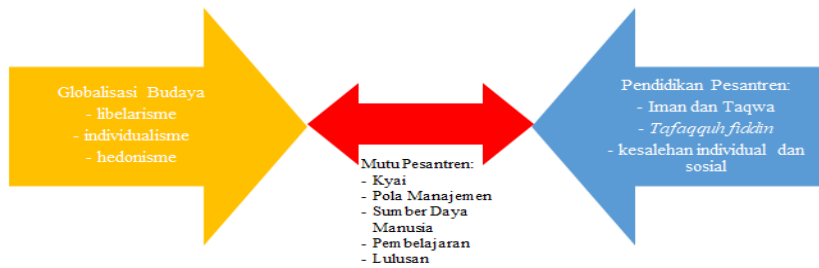 Globalisasi Budaya
- libelarisme
- individualisme
- hedonisme
Mutu Pesantren:
- Kyai
- Pola Manajemen
- Sumber Daya
Manusia
- Pembelajaran
- Lulusan
Pendidikan Pesantren:
- Iman dan Taqwa
- Tafaqquh fiddin
- kesalehan individual dan
sosial